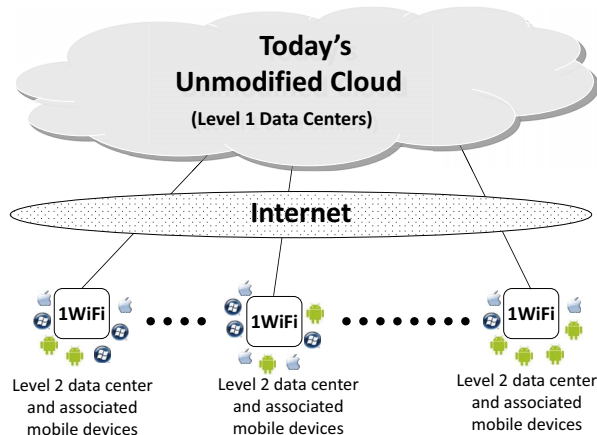 Today's
Unmodified Cloud
(Level 1 Data Centers)
Internet
1WiFi
1WiFi
1WiFi
Level 2 data center
and associated
mobile devices
Level 2 data center
and associated
mobile devices
Level 2 data center
and associated
mobile devices